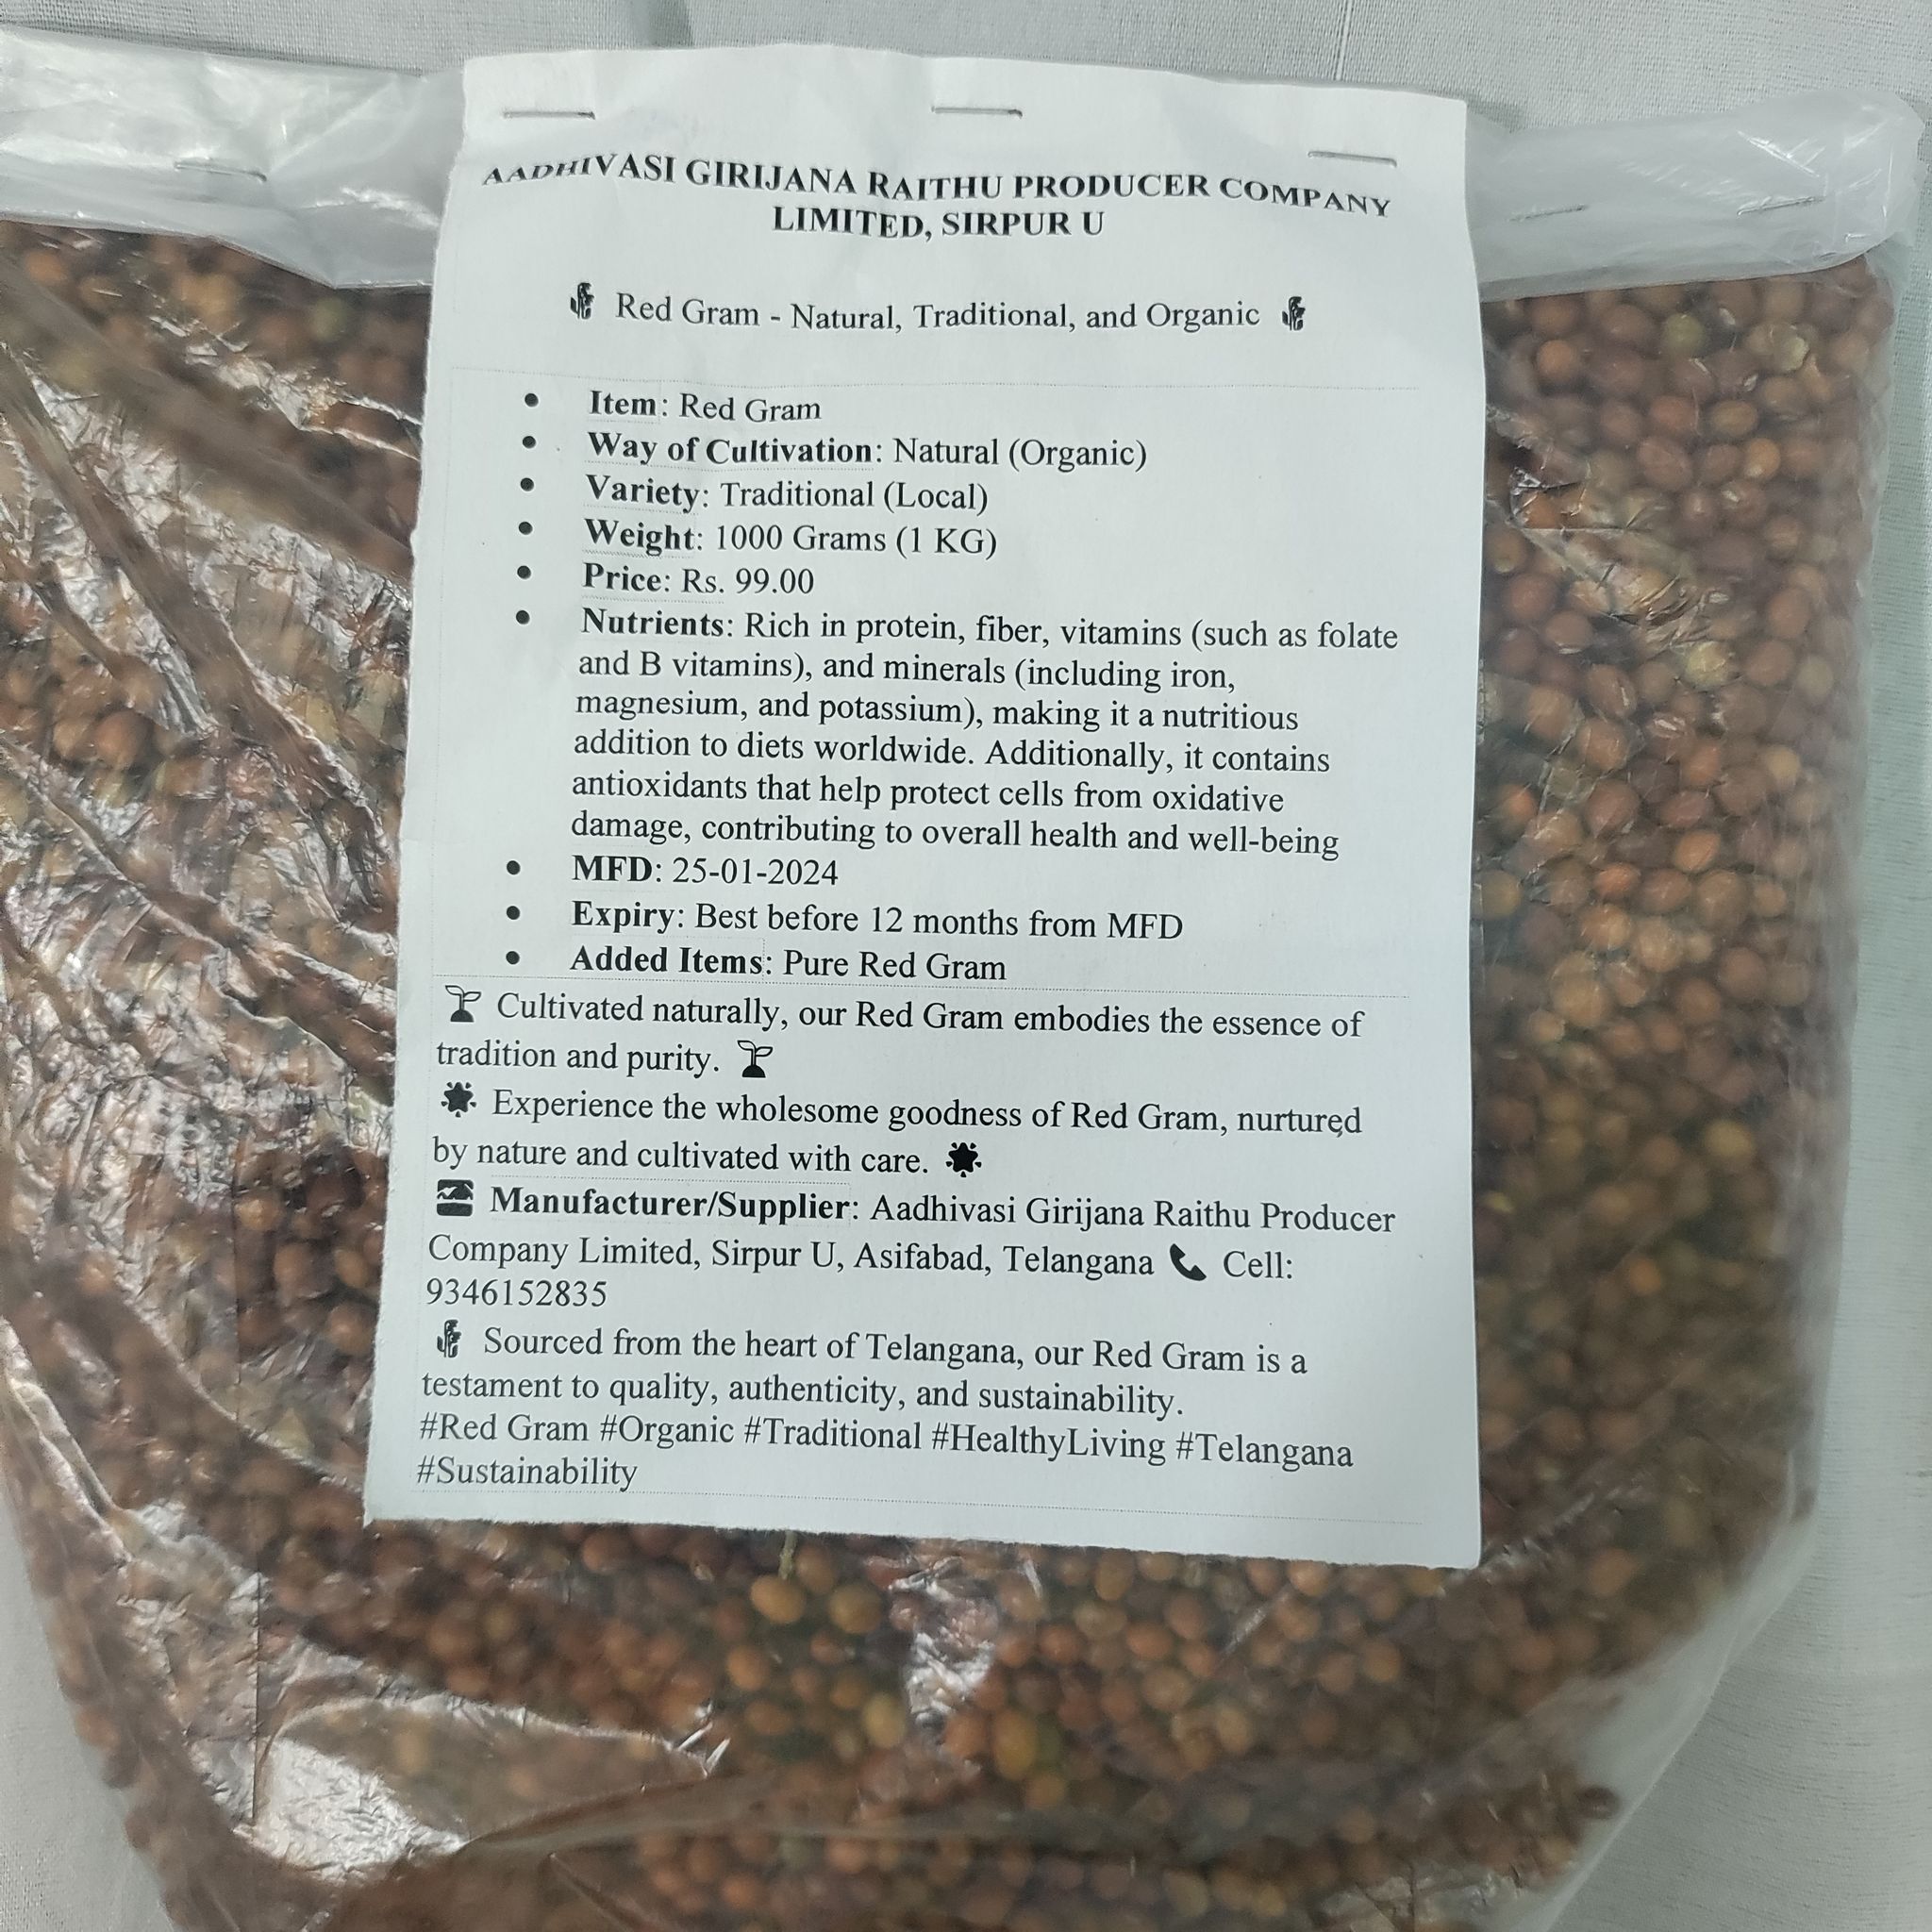 AADHIVASI GIRIJANA RAITHU PRODUCER COMPANY
LIMITED, SIRPUR U
Red Gram - Natural, Traditional, and Organic
• Item: Red Gram
• Way of Cultivation: Natural (Organic)
• Variety: Traditional (Local)
• Weight: 1000 Grams (1 KG)
• Price: Rs. 99.00
• Nutrients: Rich in protein, fiber, vitamins (such as folate
and B vitamins), and minerals (including iron,
magnesium, and potassium), making it a nutritious
addition to diets worldwide. Additionally, it contains
antioxidants that help protect cells from oxidative
damage, contributing to overall health and well-being
• MFD: 25-01-2024
• Expiry: Best before 12 months from MFD
• Added Items: Pure Red Gram
Cultivated naturally, our Red Gram embodies the essence of
tradition and purity.
Experience the wholesome goodness of Red Gram, nurtured
by nature and cultivated with care.
Manufacturer/Supplier: Aadhivasi Girijana Raithu Producer
Company Limited, Sirpur U, Asifabad, Telangana Cell:
9346152835
Sourced from the heart of Telangana, our Red Gram is a
testament to quality, authenticity, and sustainability.
#Red Gram #Organic #Traditional #HealthyLiving #Telangana
#Sustainability